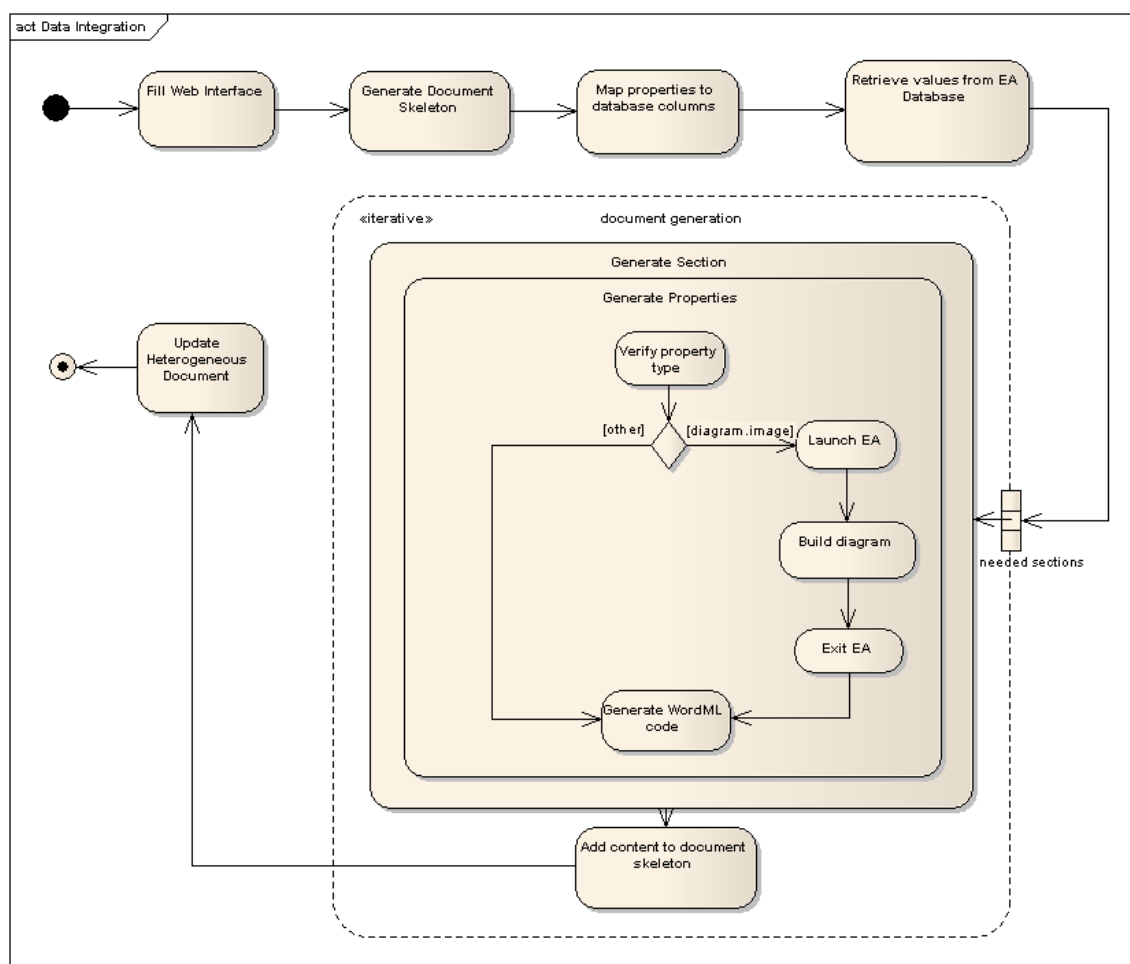 act Data Integration
Fill Web Interface
Generate Document
Skeleton
Map properties to
database columns
Retrieve values from EA
Database
«iterative»
document generation
Generate Section
Generate Properties
Verify property
type
[other]
[diagram.image]
Launch EA
Build diagram
Exit EA
Generate WordML
code
needed sections
Add content to document
skeleton
Update
Heterogeneous
Document